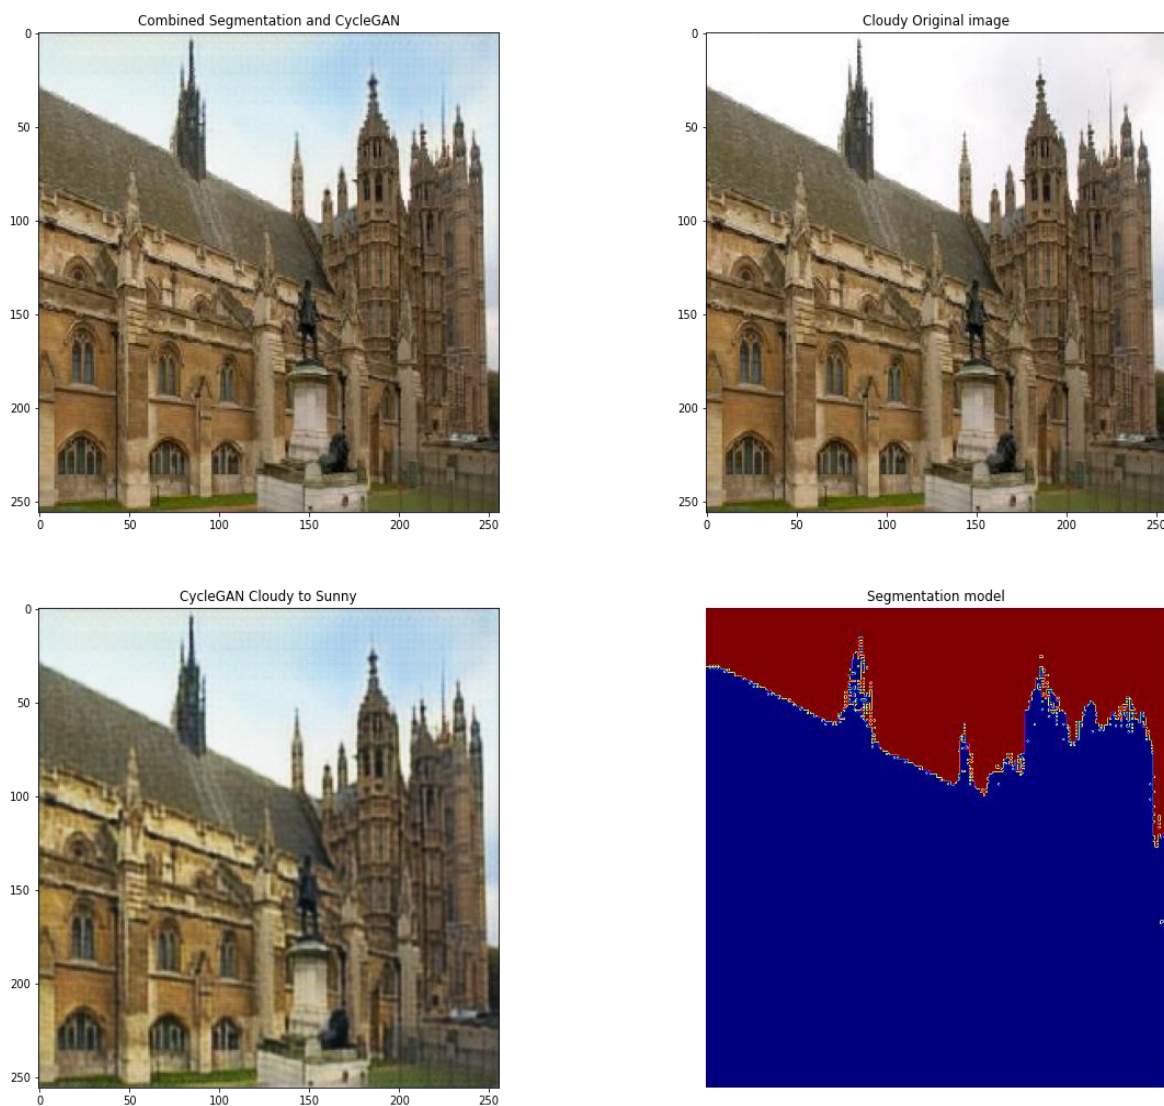 Combined Segmentation and CycleGAN
0
50
100
150
200
250
0 50 100 150 200 250
Cloudy Original image
0
50
100
150
200
250
0 50 100 150 200 250
CycleGAN Cloudy to Sunny
0
50
100
150
200
250
0 50 100 150 200 250
Segmentation model